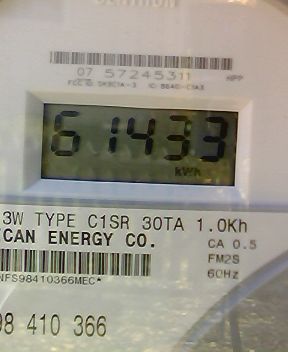 07 57245311 HPP
61433
kWh
3W TYPE C1SR 30TA 1.0Kh
CAN ENERGY CO. CA 0.5
FM2S
NFS98410366MEC* 60Hz
98 410 366